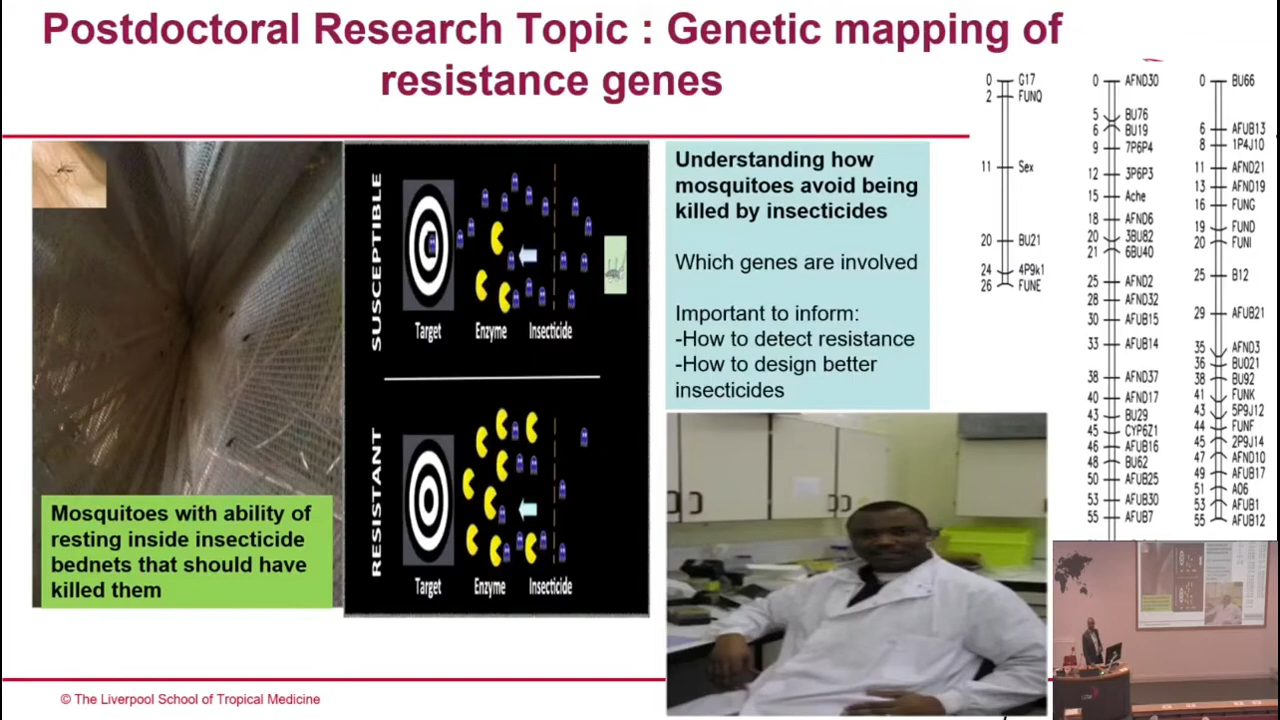 Postdoctoral Research Topic : Genetic mapping of
resistance genes
SUSCEPTIBLE
Target
Enzyme
Insecticide
RESISTANT
Target
Enzyme
Insecticide
Mosquitoes with ability of
resting inside insecticide
bednets that should have
killed them
Understanding how
mosquitoes avoid being
killed by insecticides
Which genes are involved
Important to inform:
-How to detect resistance
-How to design better
insecticides
0 G17
2 FUNQ
11 Sex
20 BU21
24 4P9k1
26 FUNE
0 AFND30
5 BU76
6 BU19
9 7P6P4
12 3P6P3
15 Ache
18 AFND6
20 3BU82
21 6BU40
25 AFND2
28 AFND32
30 AFUB15
33 AFUB14
38 AFND37
40 AFND17
43 BU29
45 CYP6Z1
46 AFUB16
48 BU62
50 AFUB25
53 AFUB30
55 AFUB7
0 BU66
6 AFUB13
8 1P4J10
11 AFND21
13 AFND19
16 FUNG
19 FUND
20 FUNI
25 B12
29 AFUB21
35 AFND3
36 BU021
38 BU92
41 FUNK
43 5P9J12
44 FUNF
45 2P9J14
47 AFND10
49 AFUB17
51 A06
53 AFUB1
55 AFUB12
© The Liverpool School of Tropical Medicine